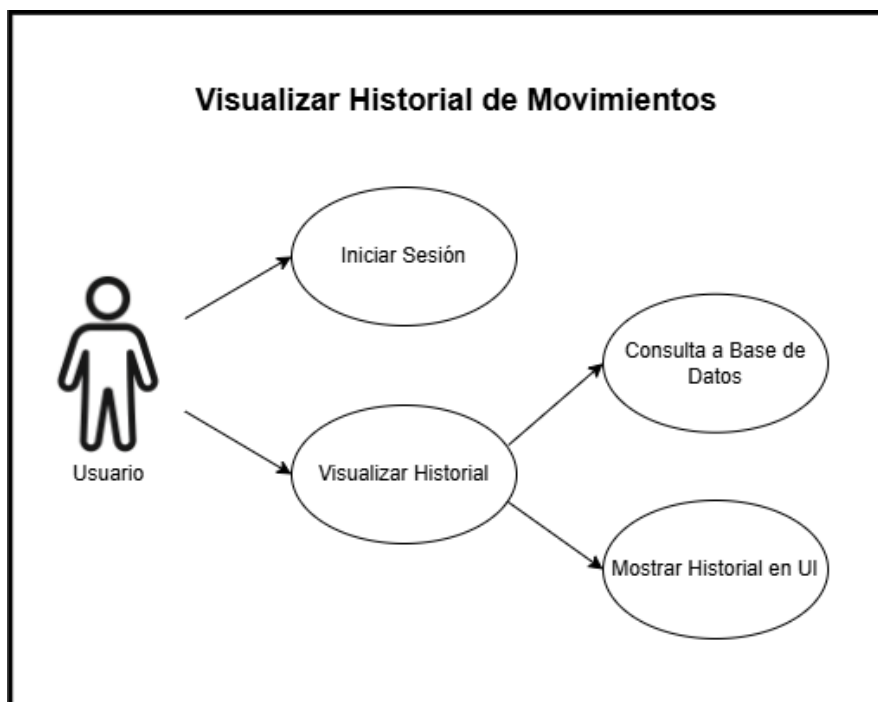 Visualizar Historial de Movimientos
Iniciar Sesión
Consulta a Base de
Datos
Usuario
Visualizar Historial
Mostrar Historial en UI